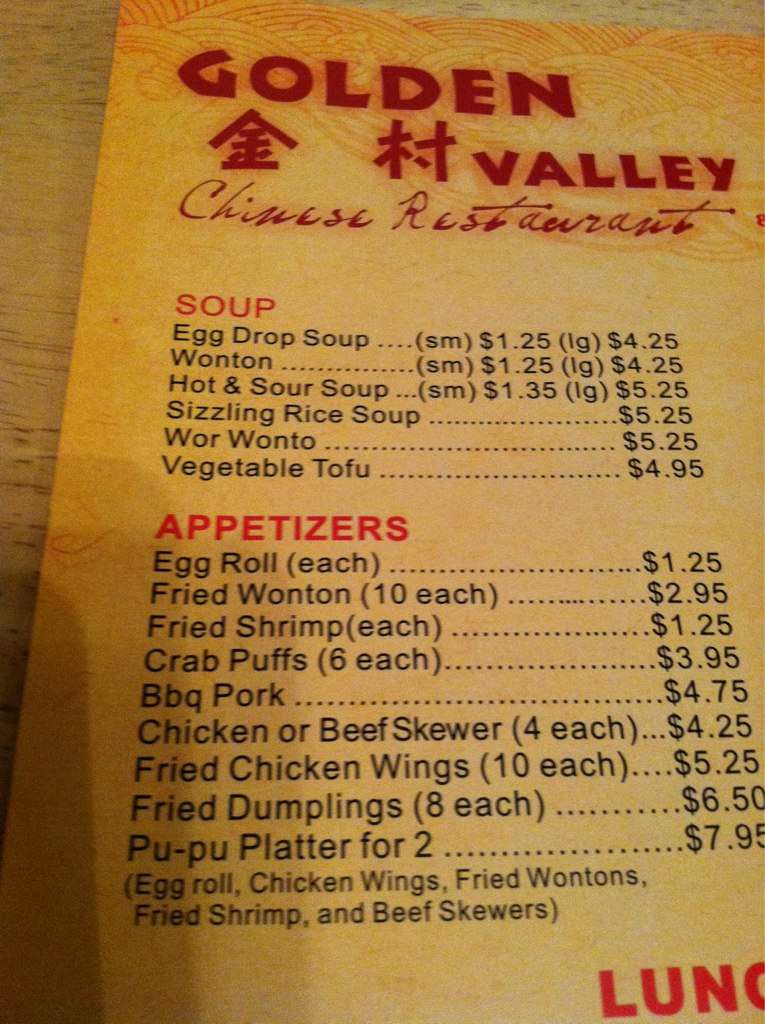 GOLDEN
金 村 VALLEY
Chinese Restaurant
SOUP
Egg Drop Soup ....(sm) $1.25 (lg) $4.25
Wonton ...............(sm) $1.25 (lg) $4.25
Hot & Sour Soup ...(sm) $1.35 (lg) $5.25
Sizzling Rice Soup ........................$5.25
Wor Wonto ................................. $5.25
Vegetable Tofu ........................... $4.95
APPETIZERS
Egg Roll (each) ............................$1.25
Fried Wonton (10 each) ................$2.95
Fried Shrimp(each) ......................$1.25
Crab Puffs (6 each)......................$3.95
Bbq Pork .....................................$4.75
Chicken or Beef Skewer (4 each)...$4.25
Fried Chicken Wings (10 each)....$5.25
Fried Dumplings (8 each) ...........$6.50
Pu-pu Platter for 2 ......................$7.95
(Egg roll, Chicken Wings, Fried Wontons,
Fried Shrimp, and Beef Skewers)